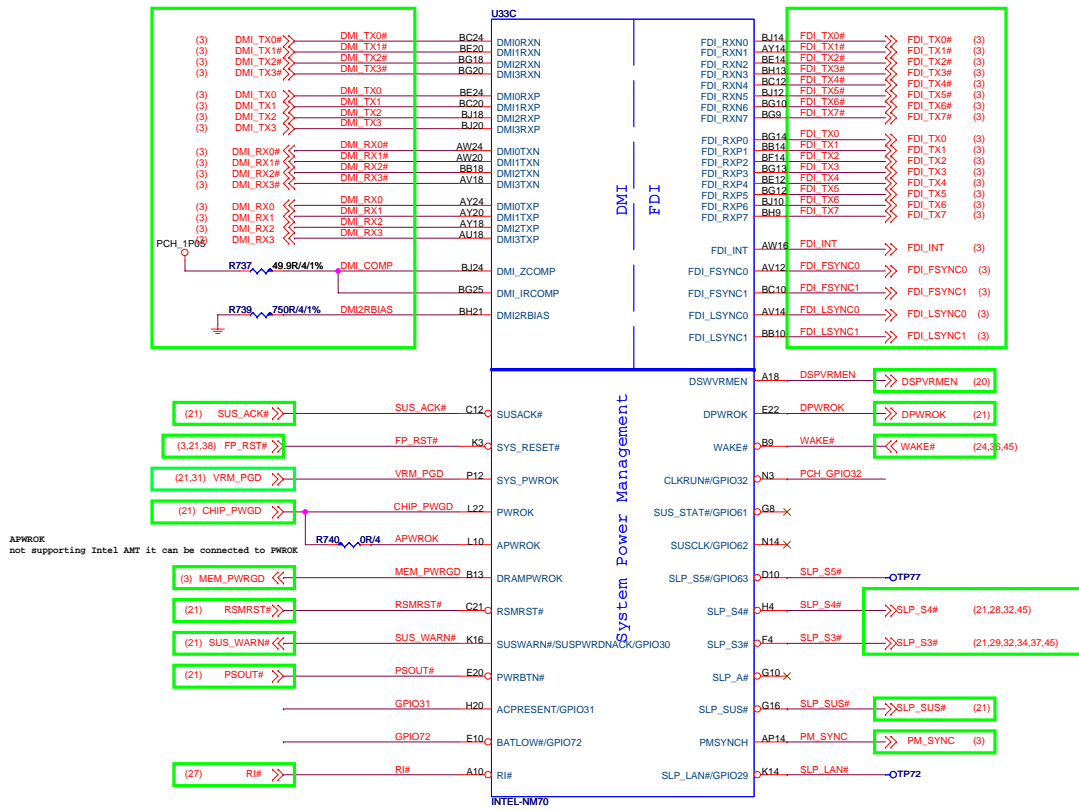 U33C
(3) DMI_TX0# DMI_TX0# BC24 DMI0RXN
(3) DMI_TX1# DMI_TX1# BE20 DMI1RXN
(3) DMI_TX2# DMI_TX2# BG18 DMI2RXN
(3) DMI_TX3# DMI_TX3# BG20 DMI3RXN
(3) DMI_TX0 DMI_TX0 BE24 DMI0RXP
(3) DMI_TX1 DMI_TX1 BC20 DMI1RXP
(3) DMI_TX2 DMI_TX2 BJ18 DMI2RXP
(3) DMI_TX3 DMI_TX3 BJ20 DMI3RXP
(3) DMI_RX0# DMI_RX0# AW24 DMI0TXN
(3) DMI_RX1# DMI_RX1# AW20 DMI1TXN
(3) DMI_RX2# DMI_RX2# BB18 DMI2TXN
(3) DMI_RX3# DMI_RX3# AV18 DMI3TXN
(3) DMI_RX0 DMI_RX0 AY24 DMI0TXP
(3) DMI_RX1 DMI_RX1 AY20 DMI1TXP
(3) DMI_RX2 DMI_RX2 AY18 DMI2TXP
DMI_RX3 DMI_RX3 AU18 DMI3TXP
PCH_1P05
R737 49.9R/4/1% DMI_COMP BJ24 DMI_ZCOMP
BG25 DMI_IRCOMP
R739 750R/4/1% DMI2RBIAS BH21 DMI2RBIAS
DMI
FDI
FDI_RXN0 BJ14 FDI_TX0# FDI_TX0# (3)
FDI_RXN1 AY14 FDI_TX1# FDI_TX1# (3)
FDI_RXN2 BE14 FDI_TX2# FDI_TX2# (3)
FDI_RXN3 BH13 FDI_TX3# FDI_TX3# (3)
FDI_RXN4 BC12 FDI_TX4# FDI_TX4# (3)
FDI_RXN5 BJ12 FDI_TX5# FDI_TX5# (3)
FDI_RXN6 BG10 FDI_TX6# FDI_TX6# (3)
FDI_RXN7 BG9 FDI_TX7# FDI_TX7# (3)
FDI_RXP0 BG14 FDI_TX0 FDI_TX0 (3)
FDI_RXP1 BB14 FDI_TX1 FDI_TX1 (3)
FDI_RXP2 BF14 FDI_TX2 FDI_TX2 (3)
FDI_RXP3 BG13 FDI_TX3 FDI_TX3 (3)
FDI_RXP4 BE12 FDI_TX4 FDI_TX4 (3)
FDI_RXP5 BG12 FDI_TX5 FDI_TX5 (3)
FDI_RXP6 BJ10 FDI_TX6 FDI_TX6 (3)
FDI_RXP7 BH9 FDI_TX7 FDI_TX7 (3)
FDI_INT AW16 FDI_INT FDI_INT (3)
FDI_FSYNC0 AV12 FDI_FSYNC0 FDI_FSYNC0 (3)
FDI_FSYNC1 BC10 FDI_FSYNC1 FDI_FSYNC1 (3)
FDI_LSYNC0 AV14 FDI_LSYNC0 FDI_LSYNC0 (3)
FDI_LSYNC1 BB10 FDI_LSYNC1 FDI_LSYNC1 (3)
(21) SUS_ACK# SUS_ACK# C12 SUSACK#
(3,21,38) FP_RST# FP_RST# K3 SYS_RESET#
(21,31) VRM_PGD VRM_PGD P12 SYS_PWROK
(21) CHIP_PWGD CHIP_PWGD L22 PWROK
APWROK
not supporting Intel AMT it can be connected to PWROK
R740 0R/4 APWROK L10 APWROK
(3) MEM_PWRGD MEM_PWRGD B13 DRAMPWROK
(21) RSMRST# RSMRST# C21 RSMRST#
(21) SUS_WARN# SUS_WARN# K16 SUSWARN#/SUSPWRDNACK/GPIO30
(21) PSOUT# PSOUT# E20 PWRBTN#
GPIO31 H20 ACPRESENT/GPIO31
GPIO72 E10 BATLOW#/GPIO72
(27) RI# RI# A10 RI#
System Power Management
DSWVRMEN A18 DSPVRMEN DSPVRMEN (20)
DPWROK E22 DPWROK DPWROK (21)
WAKE# B9 WAKE# WAKE# (24,36,45)
CLKRUN#/GPIO32 N3 PCH_GPIO32
SUS_STAT#/GPIO61 G8
SUSCLK/GPIO62 N14
SLP_S5#/GPIO63 D10 SLP_S5# TP77
SLP_S4# H4 SLP_S4# SLP_S4# (21,28,32,45)
SLP_S3# F4 SLP_S3# SLP_S3# (21,29,32,34,37,45)
SLP_A# G10
SLP_SUS# G16 SLP_SUS# SLP_SUS# (21)
PMSYNCH AP14 PM_SYNC PM_SYNC (3)
SLP_LAN#/GPIO29 K14 SLP_LAN# TP72
INTEL-NM70